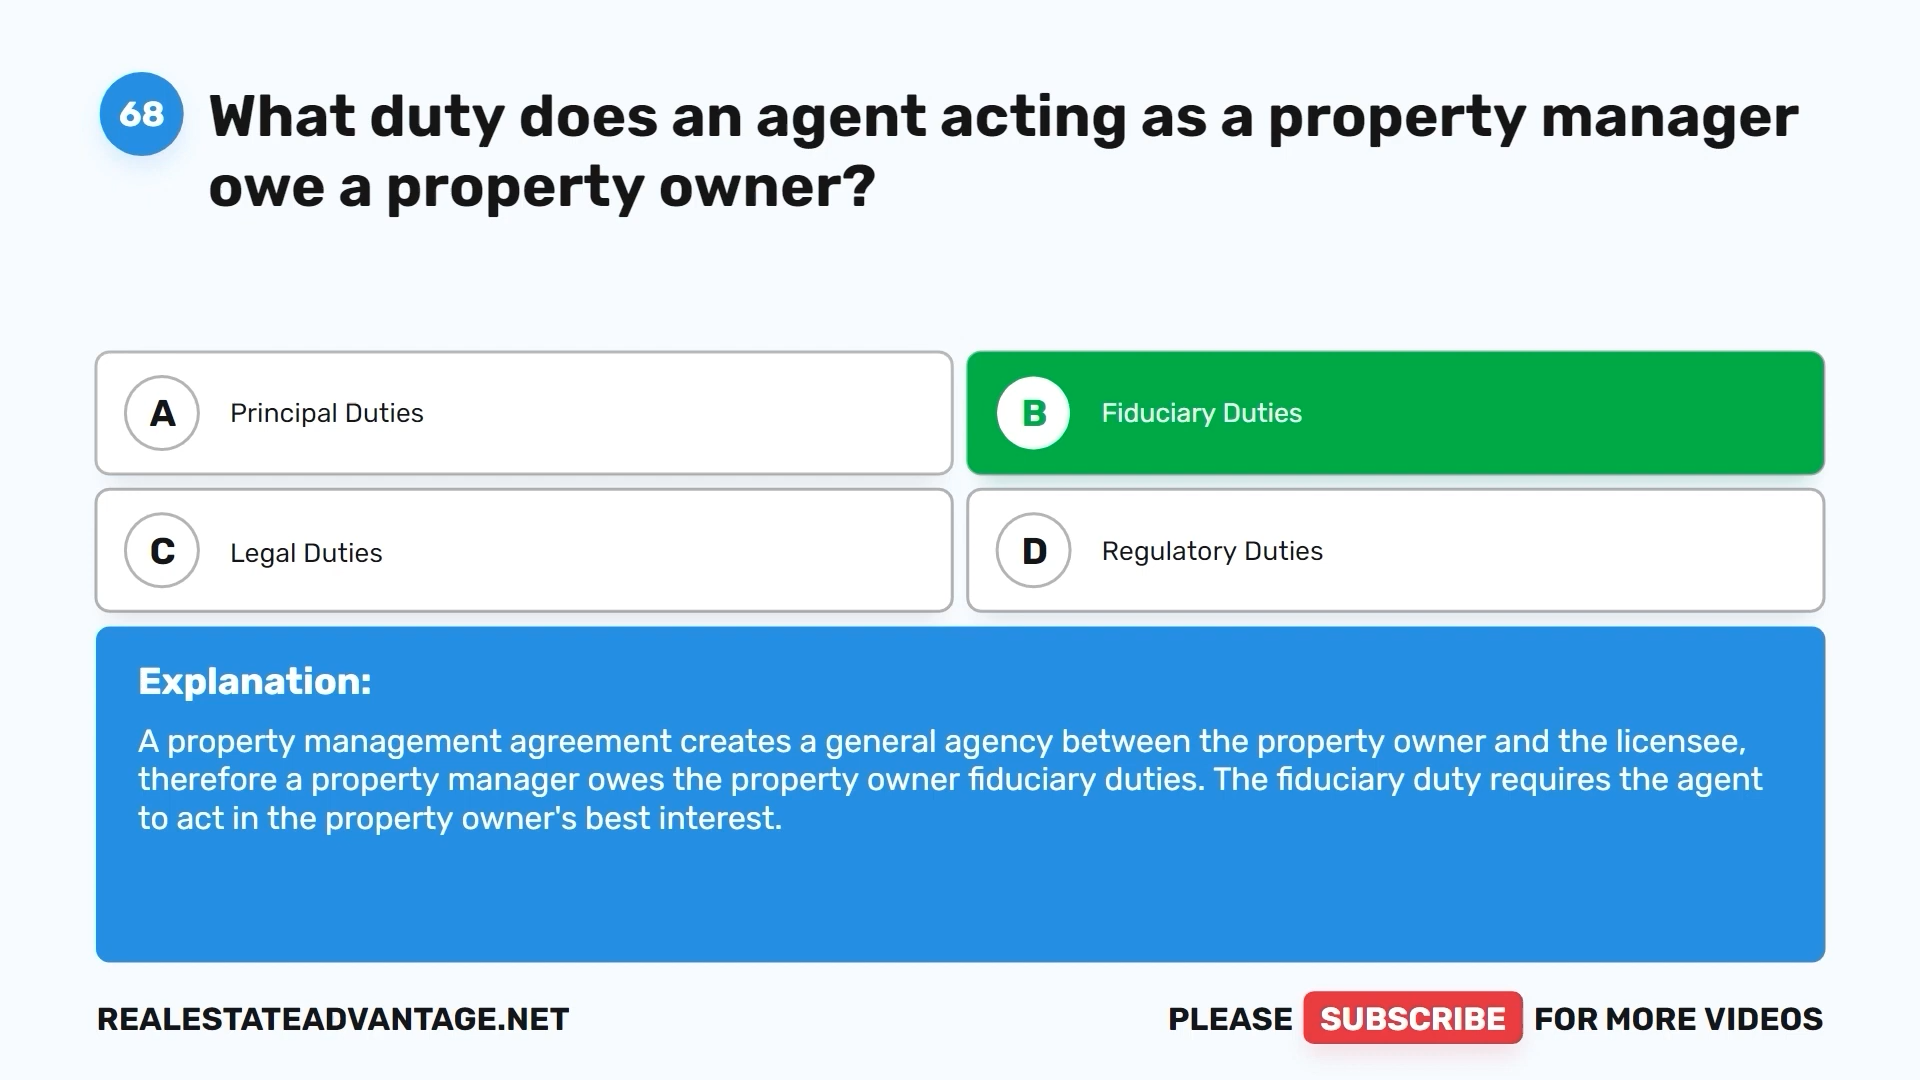 68
What duty does an agent acting as a property manager
owe a property owner?
A Principal Duties
B Fiduciary Duties
C Legal Duties
D Regulatory Duties
Explanation:
A property management agreement creates a general agency between the property owner and the licensee,
therefore a property manager owes the property owner fiduciary duties. The fiduciary duty requires the agent
to act in the property owner's best interest.
REALESTATEADVANTAGE.NET
PLEASE SUBSCRIBE FOR MORE VIDEOS